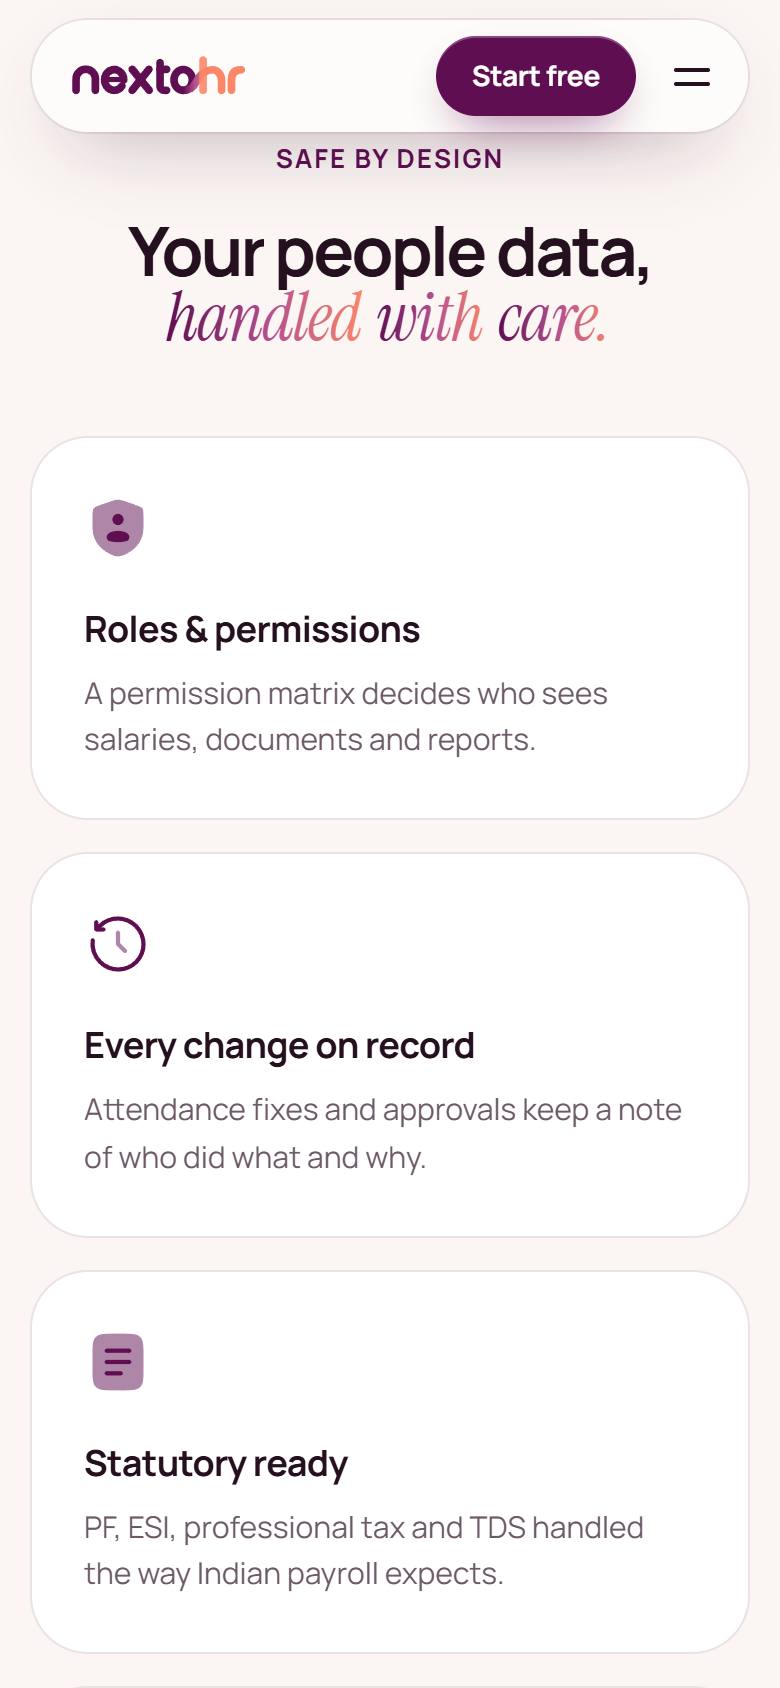 nextohr
Start free
SAFE BY DESIGN
Your people data,
handled with care.
Roles & permissions
A permission matrix decides who sees
salaries, documents and reports.
Every change on record
Attendance fixes and approvals keep a note
of who did what and why.
Statutory ready
PF, ESI, professional tax and TDS handled
the way Indian payroll expects.